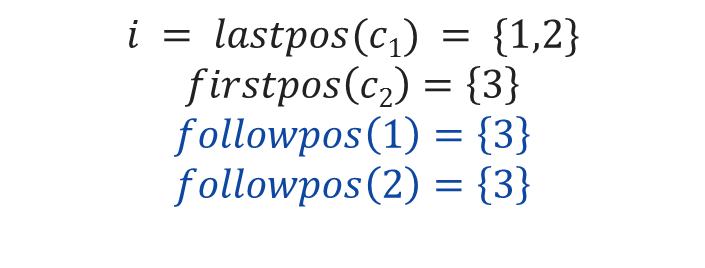 i = lastpos(c₁) = {1,2}
firstpos(c₂) = {3}
followpos(1) = {3}
followpos(2) = {3}